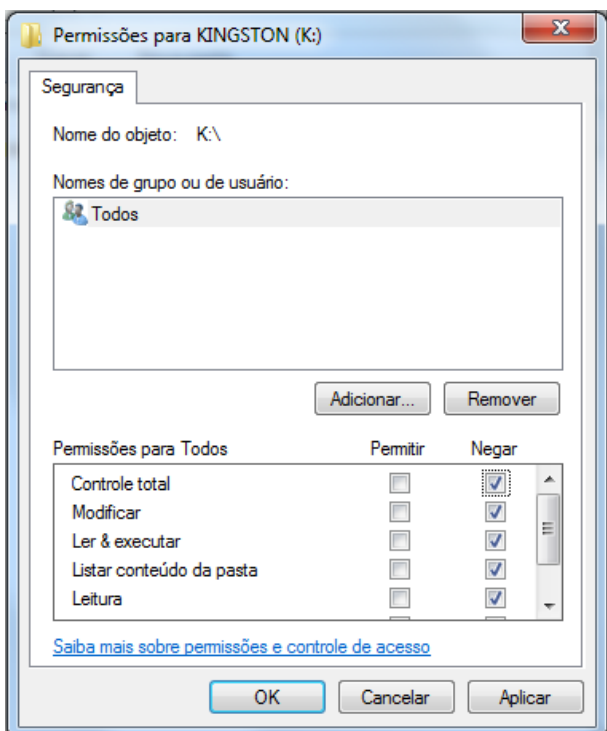 Permissões para KINGSTON (K:)
Segurança
Nome do objeto: K:\
Nomes de grupo ou de usuário:
Todos
Adicionar... Remover
Permissões para Todos Permitir Negar
Controle total
Modificar
Ler & executar
Listar conteúdo da pasta
Leitura
Saiba mais sobre permissões e controle de acesso
OK Cancelar Aplicar